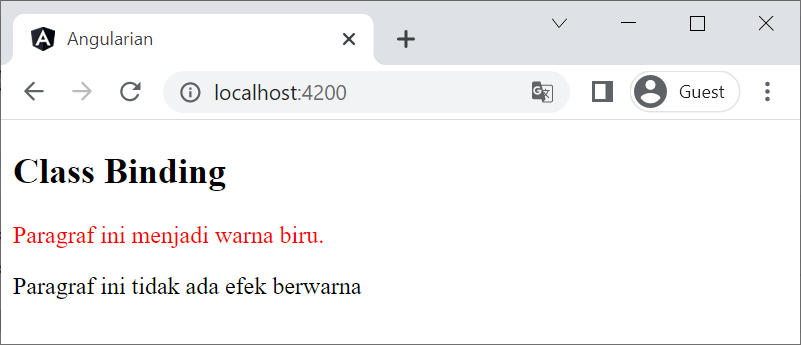 Angularian
localhost:4200
Guest
Class Binding
Paragraf ini menjadi warna biru.
Paragraf ini tidak ada efek berwarna